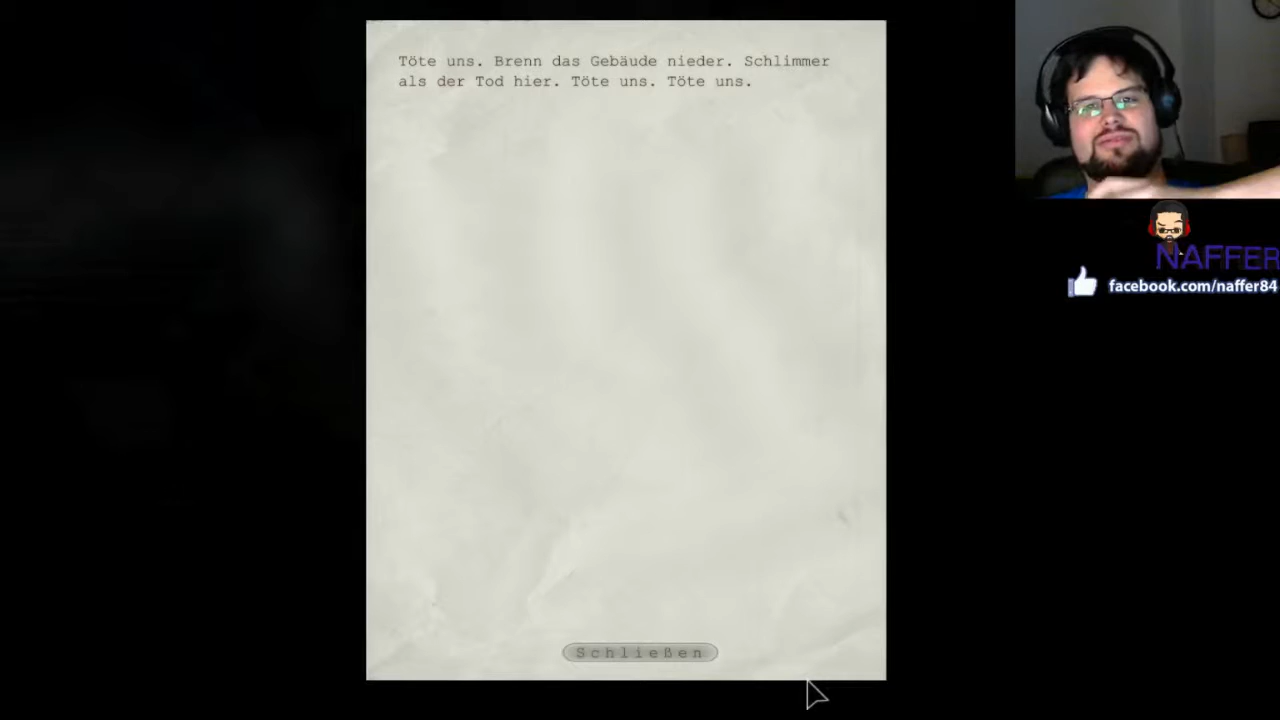 Töte uns. Brenn das Gebäude nieder. Schlimmer
als der Tod hier. Töte uns. Töte uns.
Schließen
NAFFER
facebook.com/naffer84